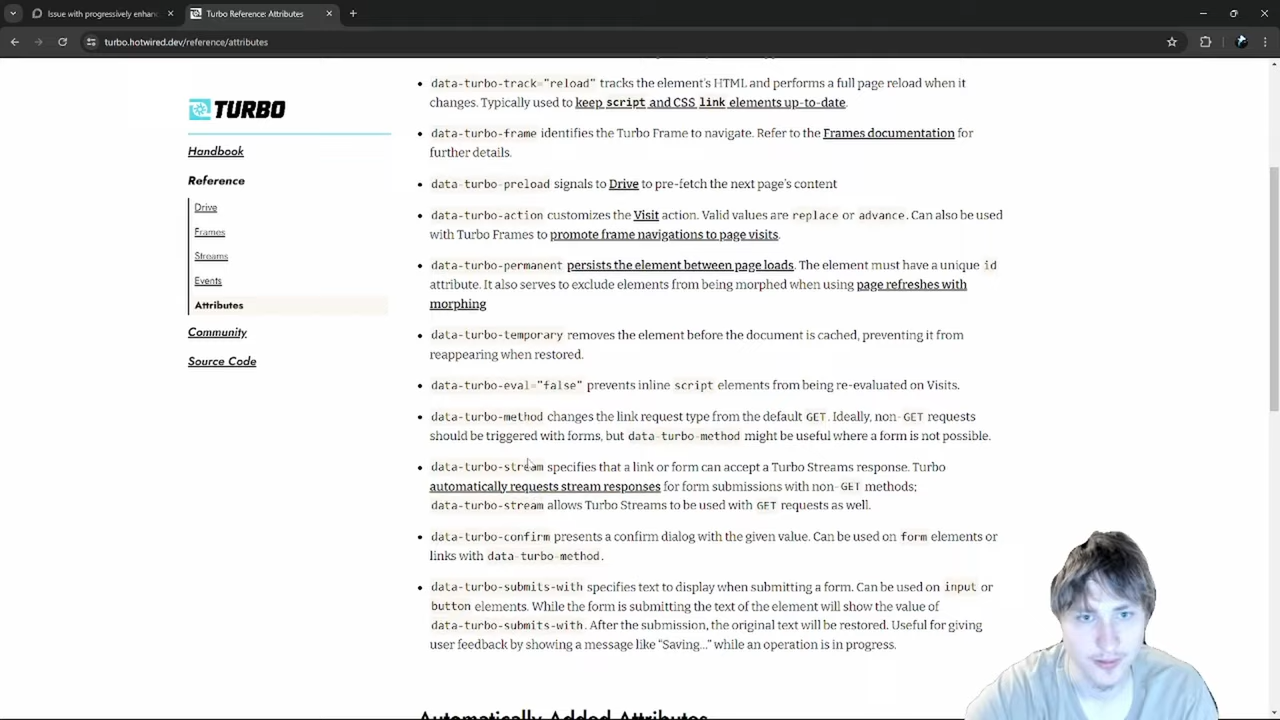 Issue with progressively enhan
Turbo Reference: Attributes
turbo.hotwired.dev/reference/attributes
TURBO
Handbook
Reference
Drive
Frames
Streams
Events
Attributes
Community
Source Code
data-turbo-track="reload" tracks the element's HTML and performs a full page reload when it
changes. Typically used to keep script and CSS link elements up-to-date.
data-turbo-frame identifies the Turbo Frame to navigate. Refer to the Frames documentation for
further details.
data-turbo-preload signals to Drive to pre-fetch the next page's content
data-turbo-action customizes the Visit action. Valid values are replace or advance. Can also be used
with Turbo Frames to promote frame navigations to page visits.
data-turbo-permanent persists the element between page loads. The element must have a unique id
attribute. It also serves to exclude elements from being morphed when using page refreshes with
morphing
data-turbo-temporary removes the element before the document is cached, preventing it from
reappearing when restored.
data-turbo-eval="false" prevents inline script elements from being re-evaluated on Visits.
data-turbo-method changes the link request type from the default GET. Ideally, non-GET requests
should be triggered with forms, but data-turbo-method might be useful where a form is not possible.
data-turbo-stream specifies that a link or form can accept a Turbo Streams response. Turbo
automatically requests stream responses for form submissions with non-GET methods;
data-turbo-stream allows Turbo Streams to be used with GET requests as well.
data-turbo-confirm presents a confirm dialog with the given value. Can be used on form elements or
links with data-turbo-method.
data-turbo-submits-with specifies text to display when submitting a form. Can be used on input or
button elements. While the form is submitting the text of the element will show the value of
data-turbo-submits-with. After the submission, the original text will be restored. Useful for giving
user feedback by showing a message like “Saving…” while an operation is in progress.
Automatically Added Attributes